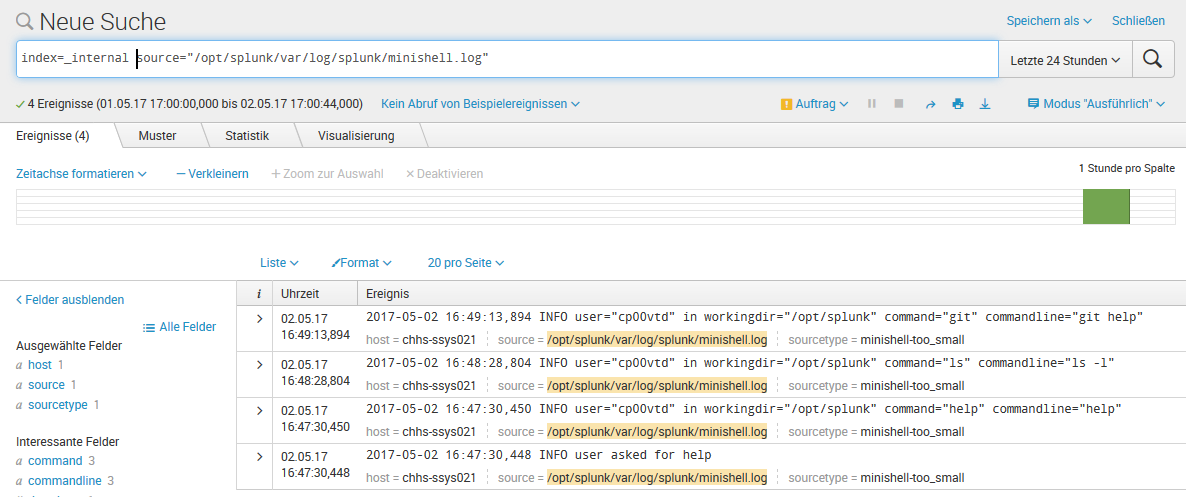 Neue Suche
Speichern als
Schließen
index=_internal source="/opt/splunk/var/log/splunk/minishell.log"
Letzte 24 Stunden
4 Ereignisse (01.05.17 17:00:00,000 bis 02.05.17 17:00:44,000)
Kein Abruf von Beispielereignissen
Auftrag
Modus "Ausführlich"
Ereignisse (4)
Muster
Statistik
Visualisierung
Zeitachse formatieren
Verkleinern
Zoom zur Auswahl
Deaktivieren
1 Stunde pro Spalte
Liste
Format
20 pro Seite
Felder ausblenden
Alle Felder
Ausgewählte Felder
a host 1
a source 1
a sourcetype 1
Interessante Felder
a command 3
a commandline 3
i Uhrzeit Ereignis
02.05.17 16:49:13,894
2017-05-02 16:49:13,894 INFO user="cp00vtd" in workingdir="/opt/splunk" command="git" commandline="git help"
host = chhs-ssys021 source = /opt/splunk/var/log/splunk/minishell.log sourcetype = minishell-too_small
02.05.17 16:48:28,804
2017-05-02 16:48:28,804 INFO user="cp00vtd" in workingdir="/opt/splunk" command="ls" commandline="ls -l"
host = chhs-ssys021 source = /opt/splunk/var/log/splunk/minishell.log sourcetype = minishell-too_small
02.05.17 16:47:30,450
2017-05-02 16:47:30,450 INFO user="cp00vtd" in workingdir="/opt/splunk" command="help" commandline="help"
host = chhs-ssys021 source = /opt/splunk/var/log/splunk/minishell.log sourcetype = minishell-too_small
02.05.17 16:47:30,448
2017-05-02 16:47:30,448 INFO user asked for help
host = chhs-ssys021 source = /opt/splunk/var/log/splunk/minishell.log sourcetype = minishell-too_small